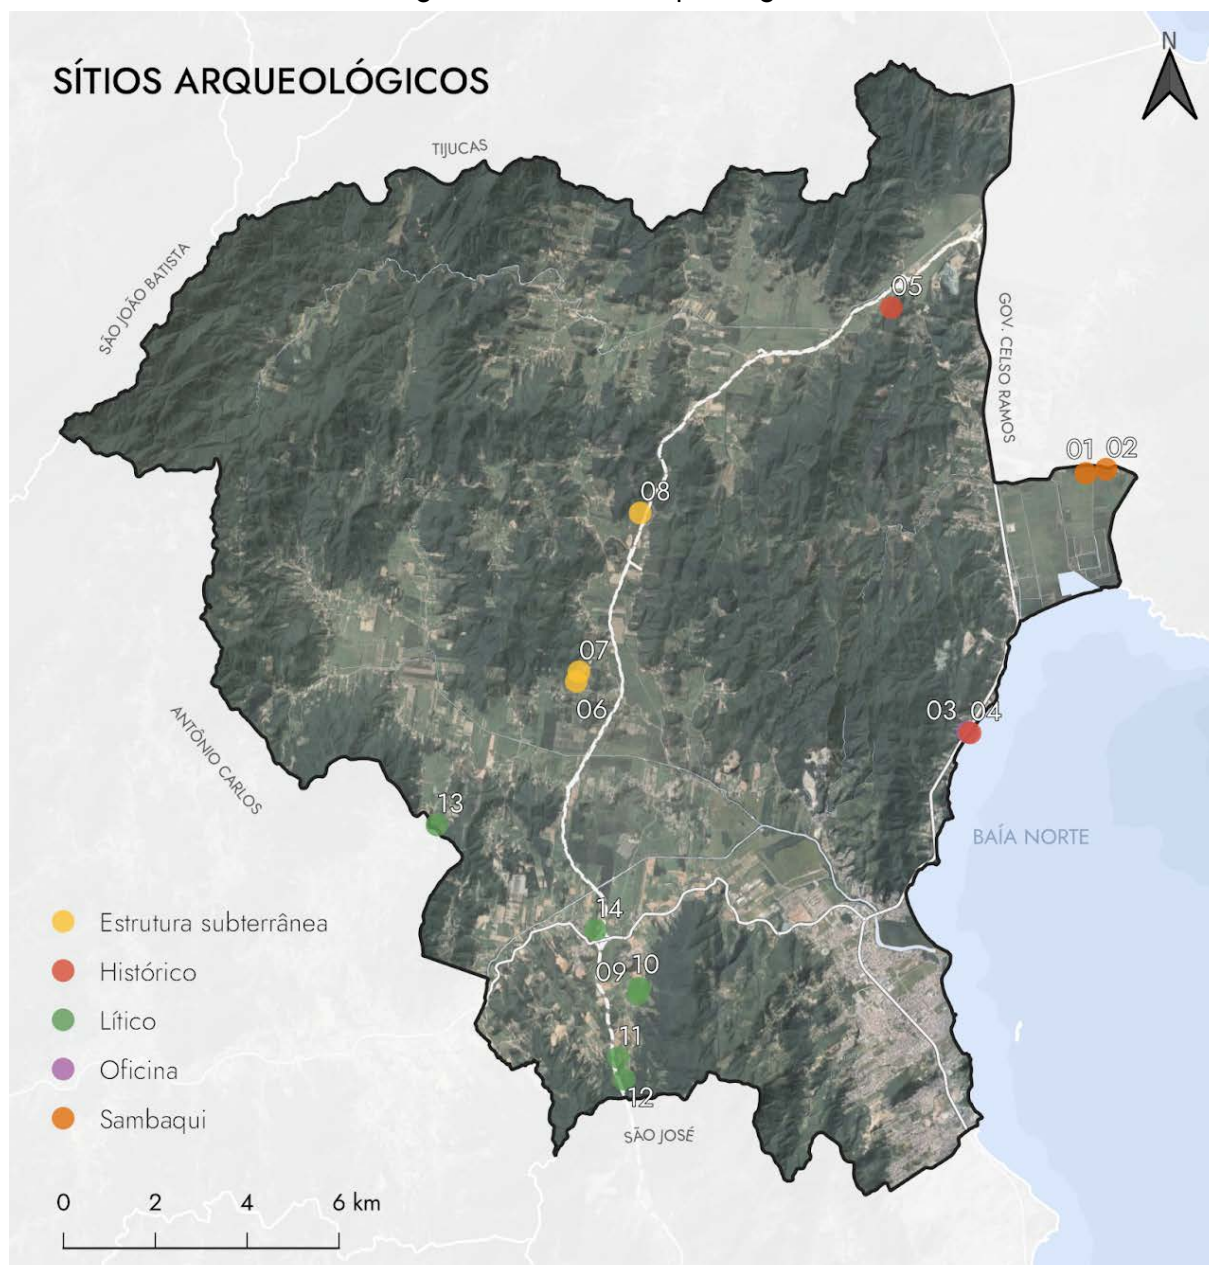 SÍTIOS ARQUEOLÓGICOS
N
TIJUCAS
SÃO JOÃO BATISTA
05
GOV. CELSO RAMOS
01 02
08
07
06
03 04
ANTÔNIO CARLOS
13
BAÍA NORTE
14
09 10
11
12
SÃO JOSÉ
Estrutura subterrânea
Histórico
Lítico
Oficina
Sambaqui
0 2 4 6 km